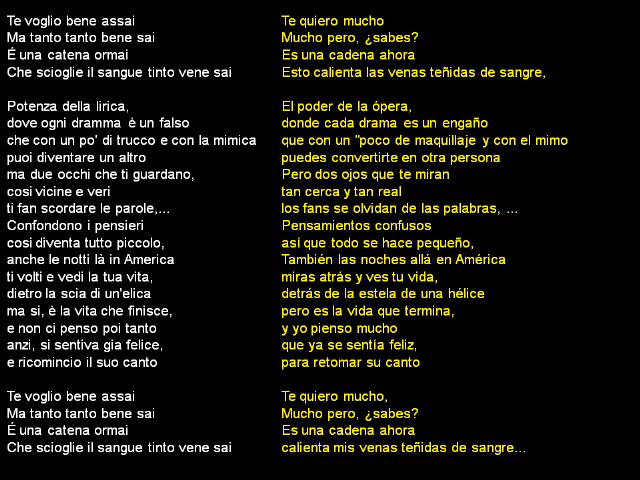 Te voglio bene assai
Ma tanto tanto bene sai
É una catena ormai
Che scioglie il sangue tinto vene sai
Potenza della lirica,
dove ogni dramma è un falso
che con un po' di trucco e con la mimica
puoi diventare un altro
ma due occhi che ti guardano,
cosi vicine e veri
ti fan scordare le parole,...
Confondono i pensieri
cosi diventa tutto piccolo,
anche le notti là in America
ti volti e vedi la tua vita,
dietro la scia di un'elica
ma si, è la vita che finisce,
e non ci penso poi tanto
anzi, si sentiva gia felice,
e ricomincio il suo canto
Te voglio bene assai
Ma tanto tanto bene sai
É una catena ormai
Che scioglie il sangue tinto vene sai
Te quiero mucho
Mucho pero, ¿sabes?
Es una cadena ahora
Esto calienta las venas teñidas de sangre,
El poder de la ópera,
donde cada drama es un engaño
que con un "poco de maquillaje y con el mimo
puedes convertirte en otra persona
Pero dos ojos que te miran
tan cerca y tan real
los fans se olvidan de las palabras, ...
Pensamientos confusos
así que todo se hace pequeño,
También las noches allá en América
miras atrás y ves tu vida,
detrás de la estela de una hélice
pero es la vida que termina,
y yo pienso mucho
que ya se sentía feliz,
para retomar su canto
Te quiero mucho,
Mucho pero, ¿sabes?
Es una cadena ahora
calienta mis venas teñidas de sangre...